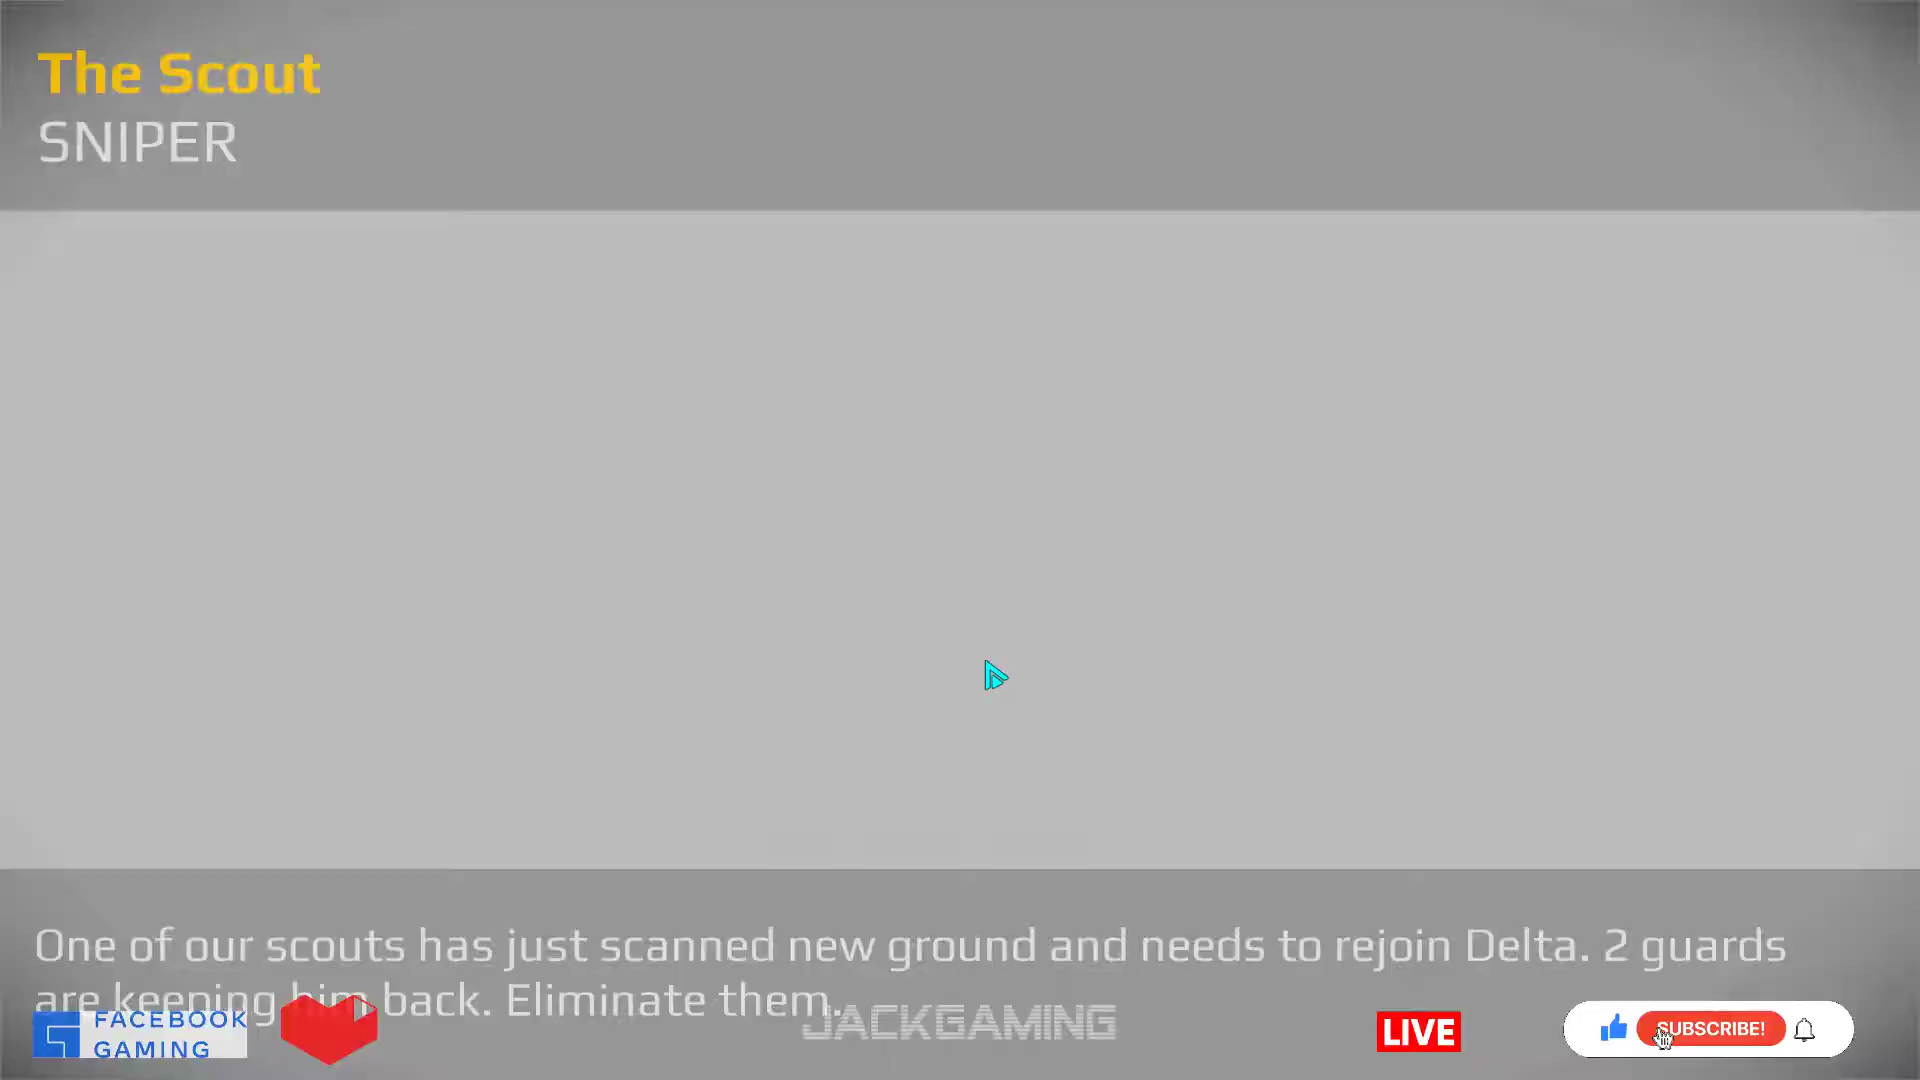 The Scout
SNIPER
One of our scouts has just scanned new ground and needs to rejoin Delta. 2 guards
are keeping him back. Eliminate them.
FACEBOOK
GAMING
JACKGAMING
LIVE
SUBSCRIBE!